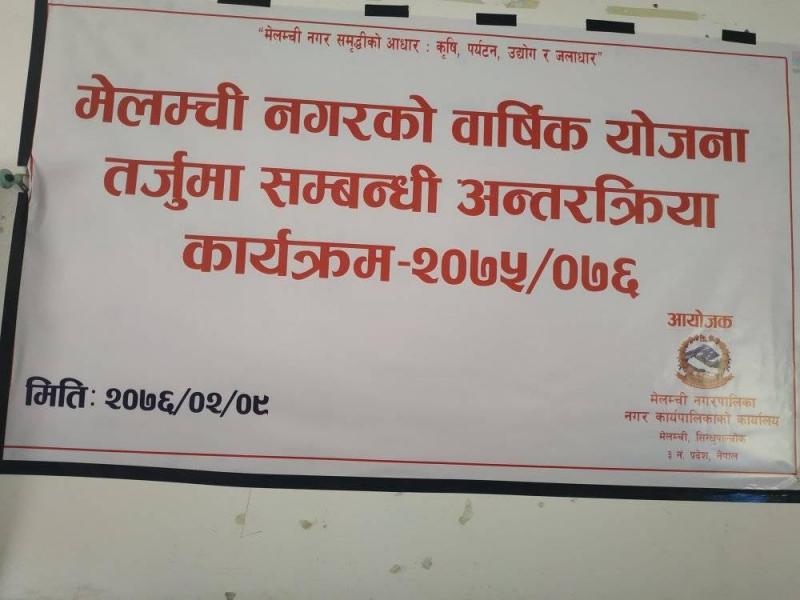 "मेलम्ची नगर समृद्धीको आधार : कृषि, पर्यटन, उद्योग र जलाधार"
मेलम्ची नगरको वार्षिक योजना
तर्जुमा सम्बन्धी अन्तरक्रिया
कार्यक्रम-२०७५/०७६
आयोजक
मिति: २०७६/०२/०९
मेलम्ची नगरपालिका
नगर कार्यपालिकाको कार्यालय
मेलम्ची, सिन्धुपाल्चोक
३ नं. प्रदेश, नेपाल